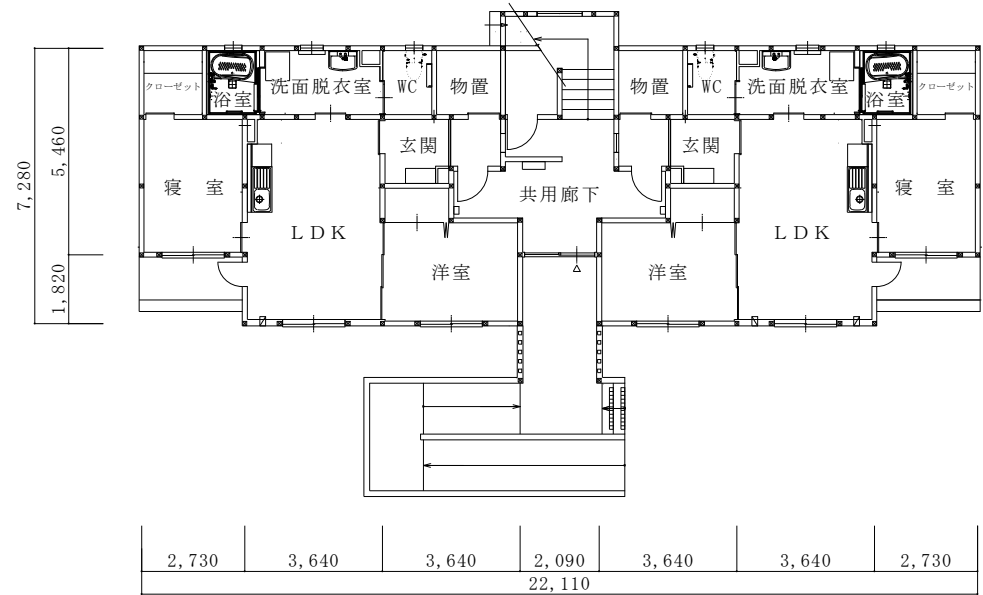 クローゼット
浴室
洗面脱衣室
WC
物置
物置
WC
洗面脱衣室
浴室
クローゼット
玄関
玄関
寝 室
共用廊下
寝 室
LDK
LDK
洋室
洋室
7,280
5,460
1,820
2,730
3,640
3,640
2,090
3,640
3,640
2,730
22,110